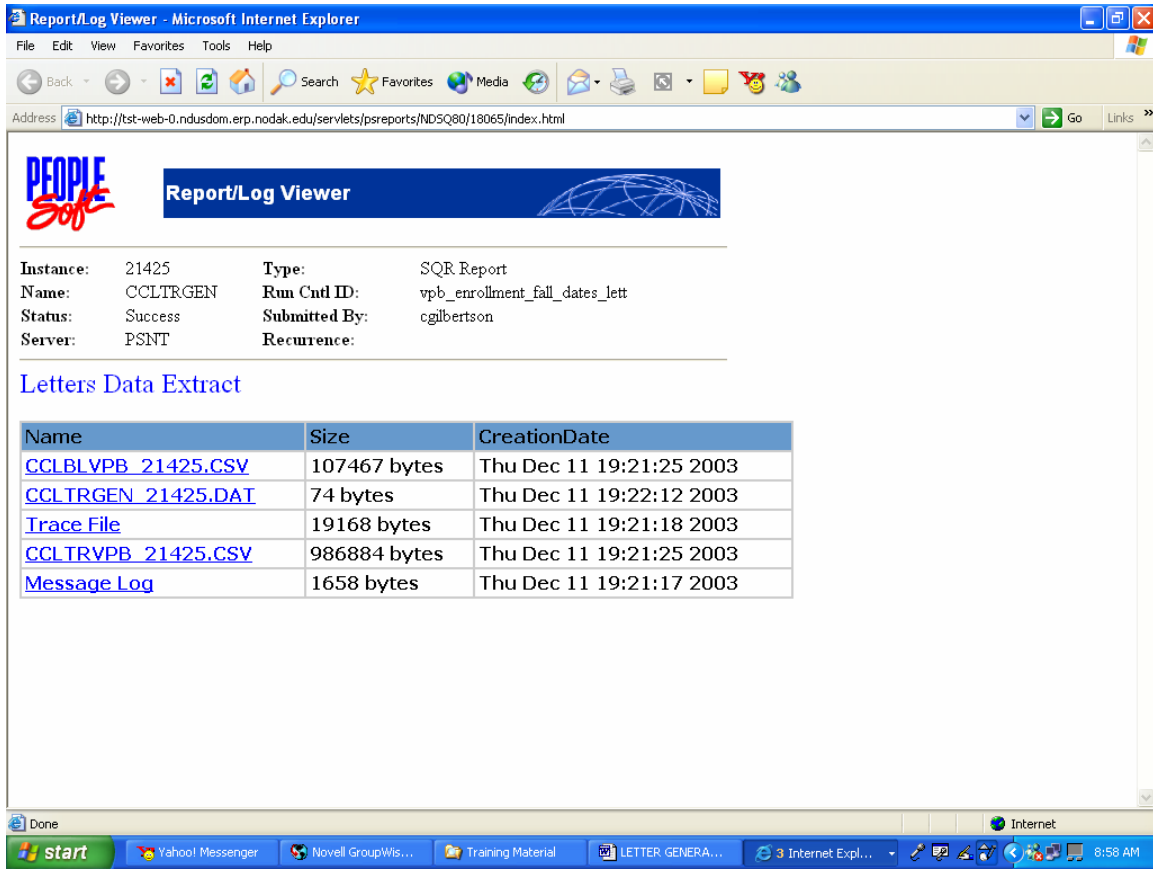 Report/Log Viewer - Microsoft Internet Explorer
File Edit View Favorites Tools Help
Back Search Favorites Media
Address http://tst-web-0.ndusdom.erp.nodak.edu/servlets/psreports/NDSQ80/18065/index.html Go Links »
PEOPLE
Soft
Report/Log Viewer
Instance: 21425 Type: SQR Report
Name: CCLTRGEN Run Cntl ID: vpb_enrollment_fall_dates_lett
Status: Success Submitted By: cgilbertson
Server: PSNT Recurrence:
Letters Data Extract
Name Size CreationDate
CCLBLVPB_21425.CSV 107467 bytes Thu Dec 11 19:21:25 2003
CCLTRGEN_21425.DAT 74 bytes Thu Dec 11 19:22:12 2003
Trace File 19168 bytes Thu Dec 11 19:21:18 2003
CCLTRVPB_21425.CSV 986884 bytes Thu Dec 11 19:21:25 2003
Message Log 1658 bytes Thu Dec 11 19:21:17 2003
Done Internet
start Yahoo! Messenger Novell GroupWis... Training Material LETTER GENERA... 3 Internet Expl... 8:58 AM